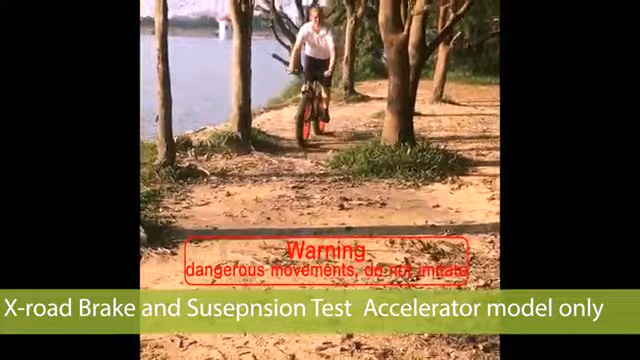 Warning
dangerous movements, do not imitate
X-road Brake and Susepnsion Test Accelerator model only